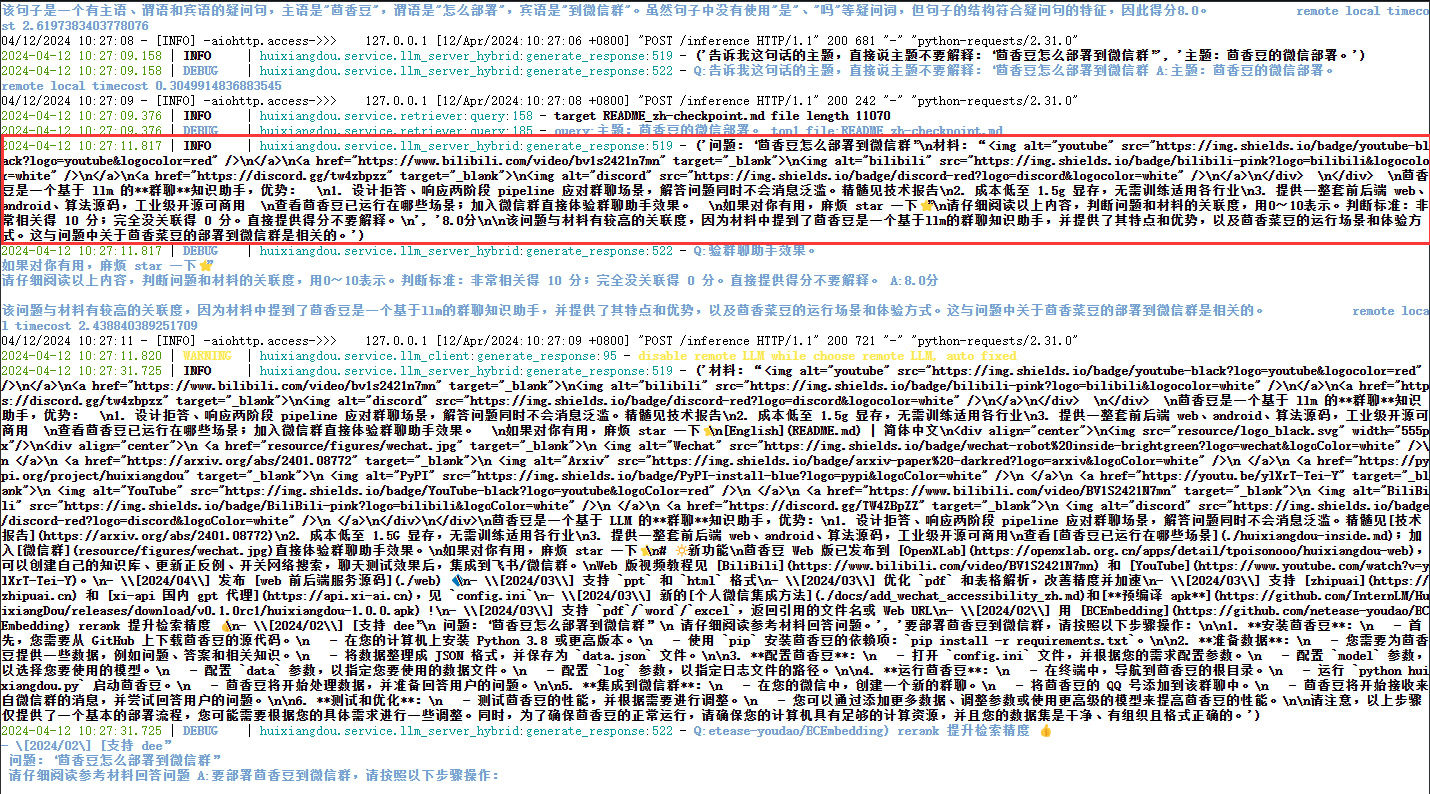 该句子是一个有主语、谓语和宾语的疑问句，主语是"茴香豆"，谓语是"怎么部署"，宾语是"到微信群"。虽然句子中没有使用"是"、"吗"等疑问词，但句子的结构符合疑问句的特征，因此得分8.0。 remote local timeco
st 2.6197383403778076
04/12/2024 10:27:08 - [INFO] -aiohttp.access->>> 127.0.0.1 [12/Apr/2024:10:27:06 +0800] "POST /inference HTTP/1.1" 200 681 "-" "python-requests/2.31.0"
2024-04-12 10:27:09.158 | INFO | huixiangdou.service.llm_server_hybrid:generate_response:519 - ('告诉我这句话的主题，直接说主题不要解释：“茴香豆怎么部署到微信群”', '主题：茴香豆的微信部署。')
2024-04-12 10:27:09.158 | DEBUG | huixiangdou.service.llm_server_hybrid:generate_response:522 - Q:告诉我这句话的主题，直接说主题不要解释：“茴香豆怎么部署到微信群 A:主题：茴香豆的微信部署。
remote local timecost 0.3049914836883545
04/12/2024 10:27:09 - [INFO] -aiohttp.access->>> 127.0.0.1 [12/Apr/2024:10:27:08 +0800] "POST /inference HTTP/1.1" 200 242 "-" "python-requests/2.31.0"
2024-04-12 10:27:09.376 | INFO | huixiangdou.service.retriever:query:158 - target README_zh-checkpoint.md file length 11070
2024-04-12 10:27:09.376 | DEBUG | huixiangdou.service.retriever:query:185 - query:主题：茴香豆的微信部署。 top1 file:README_zh-checkpoint.md
2024-04-12 10:27:11.817 | INFO | huixiangdou.service.llm_server_hybrid:generate_response:519 - ('问题：“茴香豆怎么部署到微信群”\n材料：“<img alt="youtube" src="https://img.shields.io/badge/youtube-bl
ack?logo=youtube&logocolor=red" />\n</a>\n<a href="https://www.bilibili.com/video/bv1s2421n7mn" target="_blank">\n<img alt="bilibili" src="https://img.shields.io/badge/bilibili-pink?logo=bilibili&logocolo
r=white" />\n</a>\n<a href="https://discord.gg/tw4zbpzz" target="_blank">\n<img alt="discord" src="https://img.shields.io/badge/discord-red?logo=discord&logocolor=white" />\n</a>\n</div>  \n</div>  \n茴香
豆是一个基于 llm 的**群聊**知识助手，优势：  \n1. 设计拒答、响应两阶段 pipeline 应对群聊场景，解答问题同时不会消息泛滥。精髓见技术报告\n2. 成本低至 1.5g 显存，无需训练适用各行业\n3. 提供一整套前后端 web、
android、算法源码，工业级开源可商用  \n查看茴香豆已运行在哪些场景；加入微信群直接体验群聊助手效果。  \n如果对你有用，麻烦 star 一下🌟\n请仔细阅读以上内容，判断问题和材料的关联度，用0～10表示。判断标准：非
常相关得 10 分；完全没关联得 0 分。直接提供得分不要解释。\n', '8.0分\n\n该问题与材料有较高的关联度，因为材料中提到了茴香豆是一个基于llm的群聊知识助手，并提供了其特点和优势，以及茴香菜豆的运行场景和体验方
式。这与问题中关于茴香菜豆的部署到微信群是相关的。')
2024-04-12 10:27:11.817 | DEBUG | huixiangdou.service.llm_server_hybrid:generate_response:522 - Q:验群聊助手效果。
如果对你有用，麻烦 star 一下🌟”
请仔细阅读以上内容，判断问题和材料的关联度，用0～10表示。判断标准：非常相关得 10 分；完全没关联得 0 分。直接提供得分不要解释。 A:8.0分
该问题与材料有较高的关联度，因为材料中提到了茴香豆是一个基于llm的群聊知识助手，并提供了其特点和优势，以及茴香菜豆的运行场景和体验方式。这与问题中关于茴香菜豆的部署到微信群是相关的。 remote loca
l timecost 2.438840389251709
04/12/2024 10:27:11 - [INFO] -aiohttp.access->>> 127.0.0.1 [12/Apr/2024:10:27:09 +0800] "POST /inference HTTP/1.1" 200 721 "-" "python-requests/2.31.0"
2024-04-12 10:27:11.820 | WARNING | huixiangdou.service.llm_client:generate_response:95 - disable remote LLM while choose remote LLM, auto fixed
2024-04-12 10:27:31.725 | INFO | huixiangdou.service.llm_server_hybrid:generate_response:519 - ('材料：“<img alt="youtube" src="https://img.shields.io/badge/youtube-black?logo=youtube&logocolor=red"
/>\n</a>\n<a href="https://www.bilibili.com/video/bv1s2421n7mn" target="_blank">\n<img alt="bilibili" src="https://img.shields.io/badge/bilibili-pink?logo=bilibili&logocolor=white" />\n</a>\n<a href="http
s://discord.gg/tw4zbpzz" target="_blank">\n<img alt="discord" src="https://img.shields.io/badge/discord-red?logo=discord&logocolor=white" />\n</a>\n</div>  \n</div>  \n茴香豆是一个基于 llm 的**群聊**知识
助手，优势：  \n1. 设计拒答、响应两阶段 pipeline 应对群聊场景，解答问题同时不会消息泛滥。精髓见技术报告\n2. 成本低至 1.5g 显存，无需训练适用各行业\n3. 提供一整套前后端 web、android、算法源码，工业级开源可
商用  \n查看茴香豆已运行在哪些场景；加入微信群直接体验群聊助手效果。  \n如果对你有用，麻烦 star 一下🌟\n[English](README.md) | 简体中文\n<div align="center">\n<img src="resource/logo_black.svg" width="555p
x"/>\n<div align="center">\n <a href="resource/figures/wechat.jpg" target="_blank">\n <img alt="Wechat" src="https://img.shields.io/badge/wechat-robot%20inside-brightgreen?logo=wechat&logoColor=white" />\
n </a>\n <a href="https://arxiv.org/abs/2401.08772" target="_blank">\n <img alt="Arxiv" src="https://img.shields.io/badge/arxiv-paper%20-darkred?logo=arxiv&logoColor=white" />\n </a>\n <a href="https://py
pi.org/project/huixiangdou" target="_blank">\n <img alt="PyPI" src="https://img.shields.io/badge/PyPI-install-blue?logo=pypi&logoColor=white" />\n </a>\n <a href="https://youtu.be/ylXrT-Tei-Y" target="_bl
ank">\n <img alt="YouTube" src="https://img.shields.io/badge/YouTube-black?logo=youtube&logoColor=red" />\n </a>\n <a href="https://www.bilibili.com/video/BV1S2421N7mn" target="_blank">\n <img alt="BiliBi
li" src="https://img.shields.io/badge/BiliBili-pink?logo=bilibili&logoColor=white" />\n </a>\n <a href="https://discord.gg/TW4ZBpZZ" target="_blank">\n <img alt="discord" src="https://img.shields.io/badge
/discord-red?logo=discord&logoColor=white" />\n </a>\n</div>\n</div>\n茴香豆是一个基于 LLM 的**群聊**知识助手，优势：\n1. 设计拒答、响应两阶段 pipeline 应对群聊场景，解答问题同时不会消息泛滥。精髓见[技术
报告](https://arxiv.org/abs/2401.08772)\n2. 成本低至 1.5G 显存，无需训练适用各行业\n3. 提供一整套前后端 web、android、算法源码，工业级开源可商用\n查看[茴香豆已运行在哪些场景](./huixiangdou-inside.md)；加
入[微信群](resource/figures/wechat.jpg)直接体验群聊助手效果。\n如果对你有用，麻烦 star 一下🌟\n# 🔆新功能\n茴香豆 Web 版已发布到 [OpenXLab](https://openxlab.org.cn/apps/detail/tpoisonooo/huixiangdou-web)，
可以创建自己的知识库、更新正反例、开关网络搜索，聊天测试效果后，集成到飞书/微信群。\nWeb 版视频教程见 [BiliBili](https://www.bilibili.com/video/BV1S2421N7mn) 和 [YouTube](https://www.youtube.com/watch?v=y
lXrT-Tei-Y)。\n- \\[2024/04\\] 发布 [web 前后端服务源码](./web) 👍\n- \\[2024/03\\] 支持 `ppt` 和 `html` 格式\n- \\[2024/03\\] 优化 `pdf` 和表格解析，改善精度并加速\n- \\[2024/03\\] 支持 [zhipuai](https://
zhipuai.cn) 和 [xi-api 国内 gpt 代理](https://api.xi-ai.cn)，见 `config.ini`\n- \\[2024/03\\] 新的[个人微信集成方法](./docs/add_wechat_accessibility_zh.md)和[**预编译 apk**](https://github.com/InternLM/Hu
ixiangDou/releases/download/v0.1.0rc1/huixiangdou-1.0.0.apk) !\n- \\[2024/03\\] 支持 `pdf`/`word`/`excel`，返回引用的文件名或 Web URL\n- \\[2024/02\\] 用 [BCEmbedding](https://github.com/netease-youdao/BCE
mbedding) rerank 提升检索精度 👍\n- \\[2024/02\\] [支持 dee”\n 问题：“茴香豆怎么部署到微信群”\n 请仔细阅读参考材料回答问题。', '要部署茴香豆到微信群，请按照以下步骤操作：\n\n1. **安装茴香豆**：\n   - 首
先，您需要从 GitHub 上下载茴香豆的源代码。\n   - 在您的计算机上安装 Python 3.8 或更高版本。\n   - 使用 `pip` 安装茴香豆的依赖项：`pip install -r requirements.txt`。\n\n2. **准备数据**：\n   - 您需要为茴香
豆提供一些数据，例如问题、答案和相关知识。\n   - 将数据整理成 JSON 格式，并保存为 `data.json` 文件。\n\n3. **配置茴香豆**：\n   - 打开 `config.ini` 文件，并根据您的需求配置参数。\n   - 配置 `model` 参数，
以选择您要使用的模型。\n   - 配置 `data` 参数，以指定您要使用的数据文件。\n   - 配置 `log` 参数，以指定日志文件的路径。\n\n4. **运行茴香豆**：\n   - 在终端中，导航到茴香豆的根目录。\n   - 运行 `python hui
xiangdou.py` 启动茴香豆。\n   - 茴香豆将开始处理数据，并准备回答用户的问题。\n\n5. **集成到微信群**：\n   - 在您的微信中，创建一个新的群聊。\n   - 将茴香豆的 QQ 号添加到该群聊中。\n   - 茴香豆将开始接收来
自微信群的消息，并尝试回答用户的问题。\n\n6. **测试和优化**：\n   - 测试茴香豆的性能，并根据需要进行调整。\n   - 您可以通过添加更多数据、调整参数或使用更高级的模型来提高茴香豆的性能。\n\n请注意，以上步骤
仅提供了一个基本的部署流程，您可能需要根据您的具体需求进行一些调整。同时，为了确保茴香豆的正常运行，请确保您的计算机具有足够的计算资源，并且您的数据集是干净、有组织且格式正确的。')
2024-04-12 10:27:31.725 | DEBUG | huixiangdou.service.llm_server_hybrid:generate_response:522 - Q:etease-youdao/BCEmbedding) rerank 提升检索精度 👍
- \[2024/02\] [支持 dee”
问题：“茴香豆怎么部署到微信群”
请仔细阅读参考材料回答问题 A:要部署茴香豆到微信群，请按照以下步骤操作：